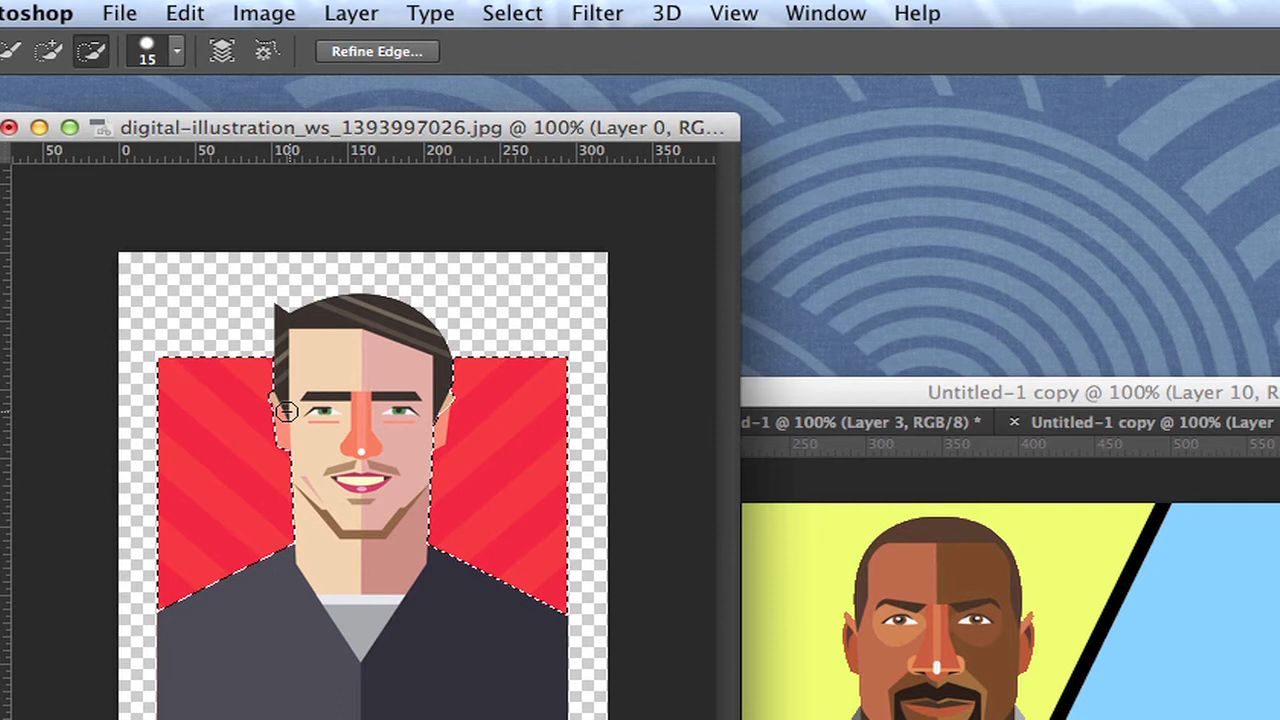 toshop File Edit Image Layer Type Select Filter 3D View Window Help
15 Refine Edge...
digital-illustration_ws_1393997026.jpg @ 100% (Layer 0, RG...
50 0 50 100 150 200 250 300 350
Untitled-1 copy @ 100% (Layer 10, R
d-1 @ 100% (Layer 3, RGB/8) * × Untitled-1 copy @ 100% (Layer
250 300 350 400 450 500 550